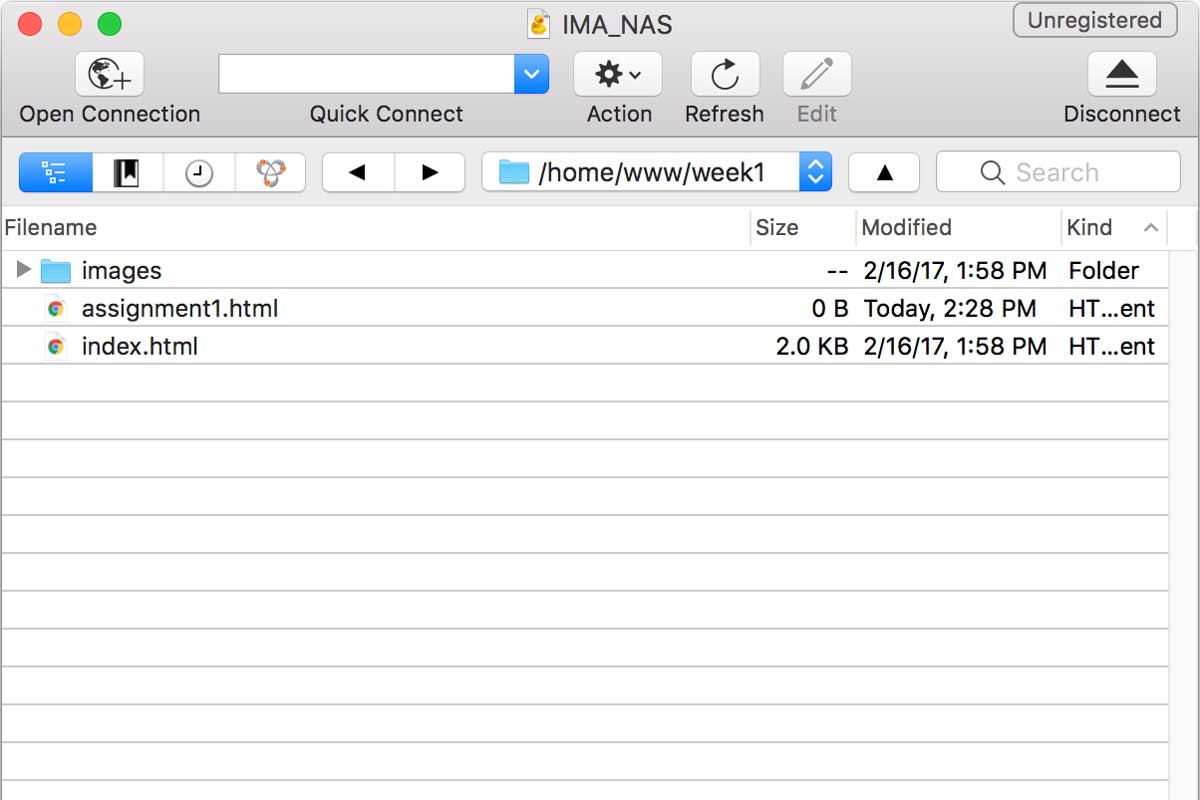 IMA_NAS
Unregistered
Open Connection
Quick Connect
Action
Refresh
Edit
Disconnect
/home/www/week1
Search
Filename Size Modified Kind
images -- 2/16/17, 1:58 PM Folder
assignment1.html 0 B Today, 2:28 PM HT...ent
index.html 2.0 KB 2/16/17, 1:58 PM HT...ent